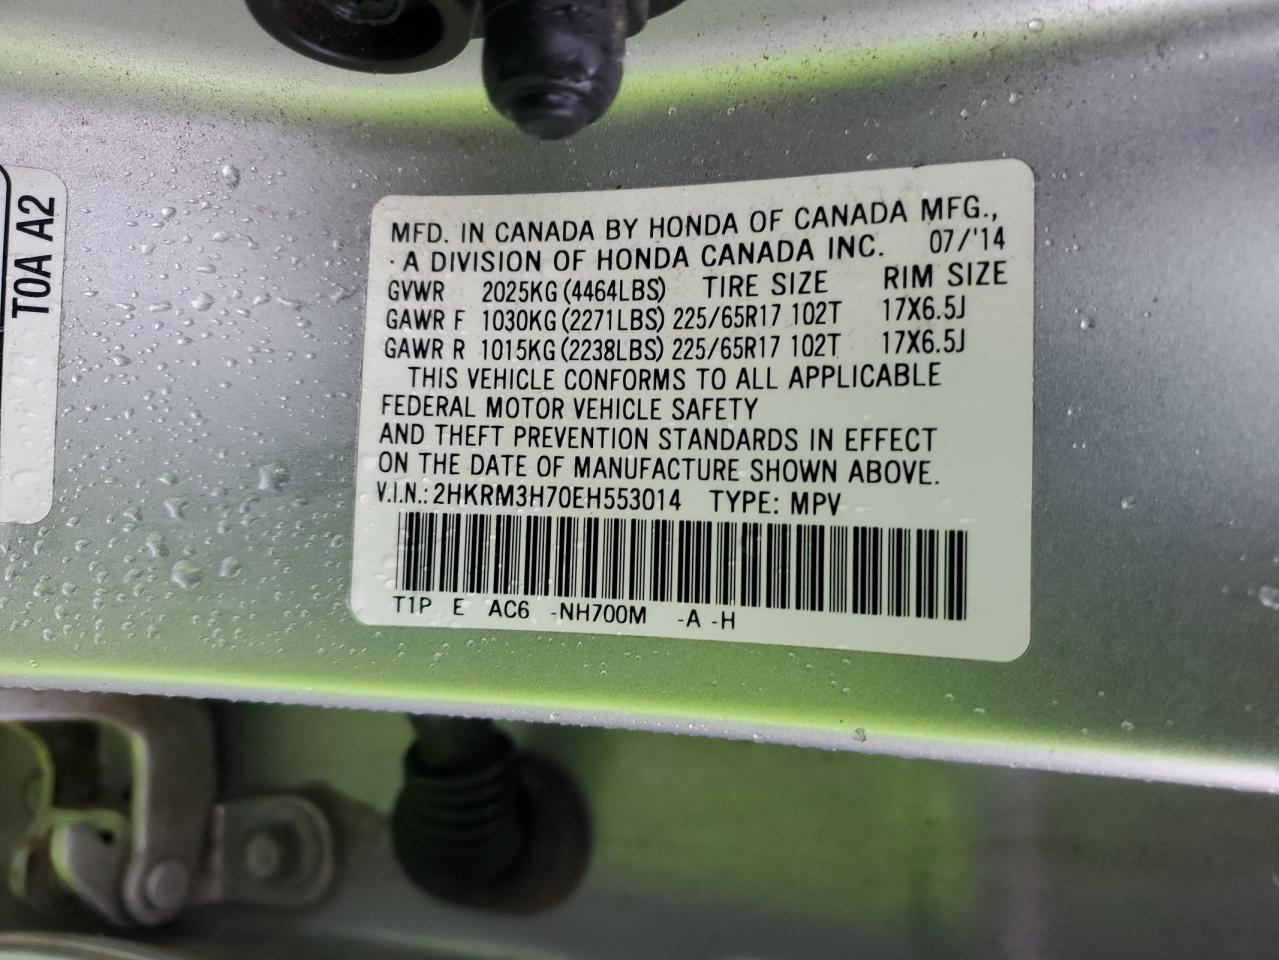 T0A A2
MFD. IN CANADA BY HONDA OF CANADA MFG.,
A DIVISION OF HONDA CANADA INC. 07/'14
GVWR 2025KG (4464LBS) TIRE SIZE RIM SIZE
GAWR F 1030KG (2271LBS) 225/65R17 102T 17X6.5J
GAWR R 1015KG (2238LBS) 225/65R17 102T 17X6.5J
THIS VEHICLE CONFORMS TO ALL APPLICABLE
FEDERAL MOTOR VEHICLE SAFETY
AND THEFT PREVENTION STANDARDS IN EFFECT
ON THE DATE OF MANUFACTURE SHOWN ABOVE.
V.I.N.: 2HKRM3H70EH553014 TYPE: MPV
T1P E AC6 -NH700M -A -H